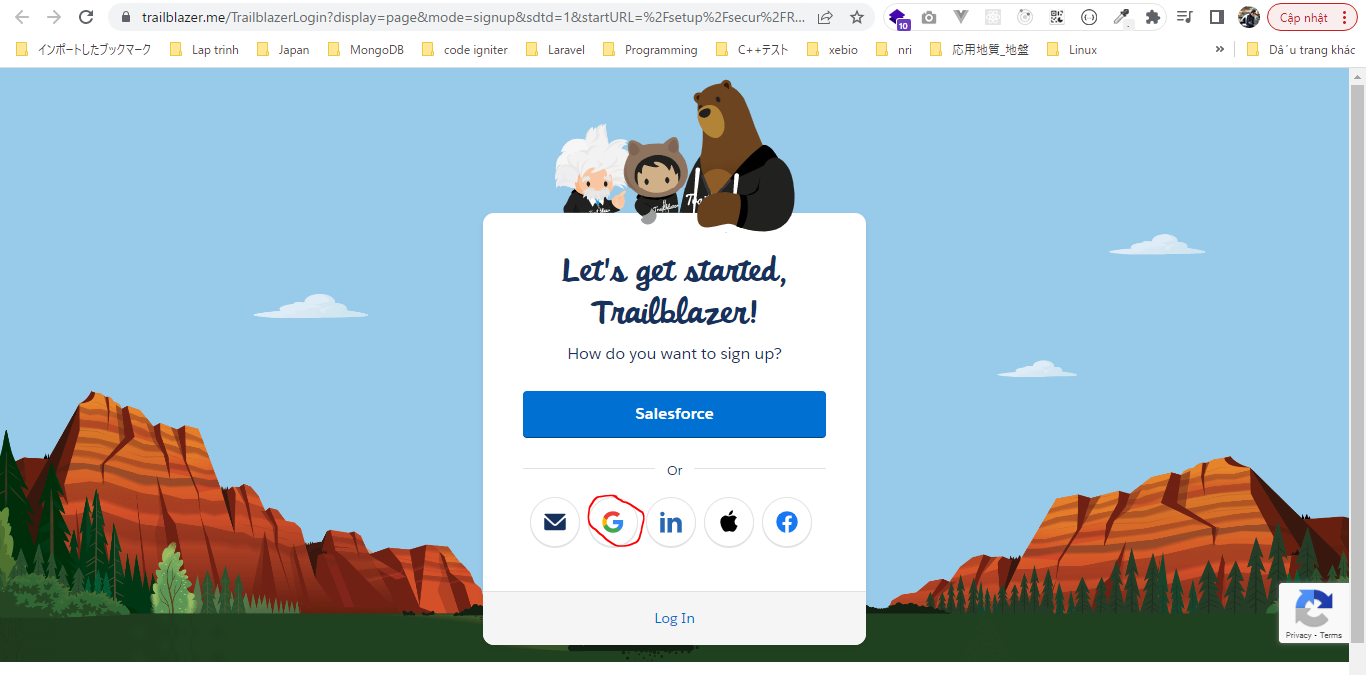 trailblazer.me/TrailblazerLogin?display=page&mode=signup&sdtd=1&startURL=%2Fsetup%2Fsecur%2FR...
10
Cập nhật
インポートしたブックマーク Lap trinh Japan MongoDB code igniter Laravel Programming C++テスト xebio nri 応用地質_地盤 Linux » Dấu trang khác
Let's get started,
Trailblazer!
How do you want to sign up?
Salesforce
Or
in
Log In
Privacy - Terms